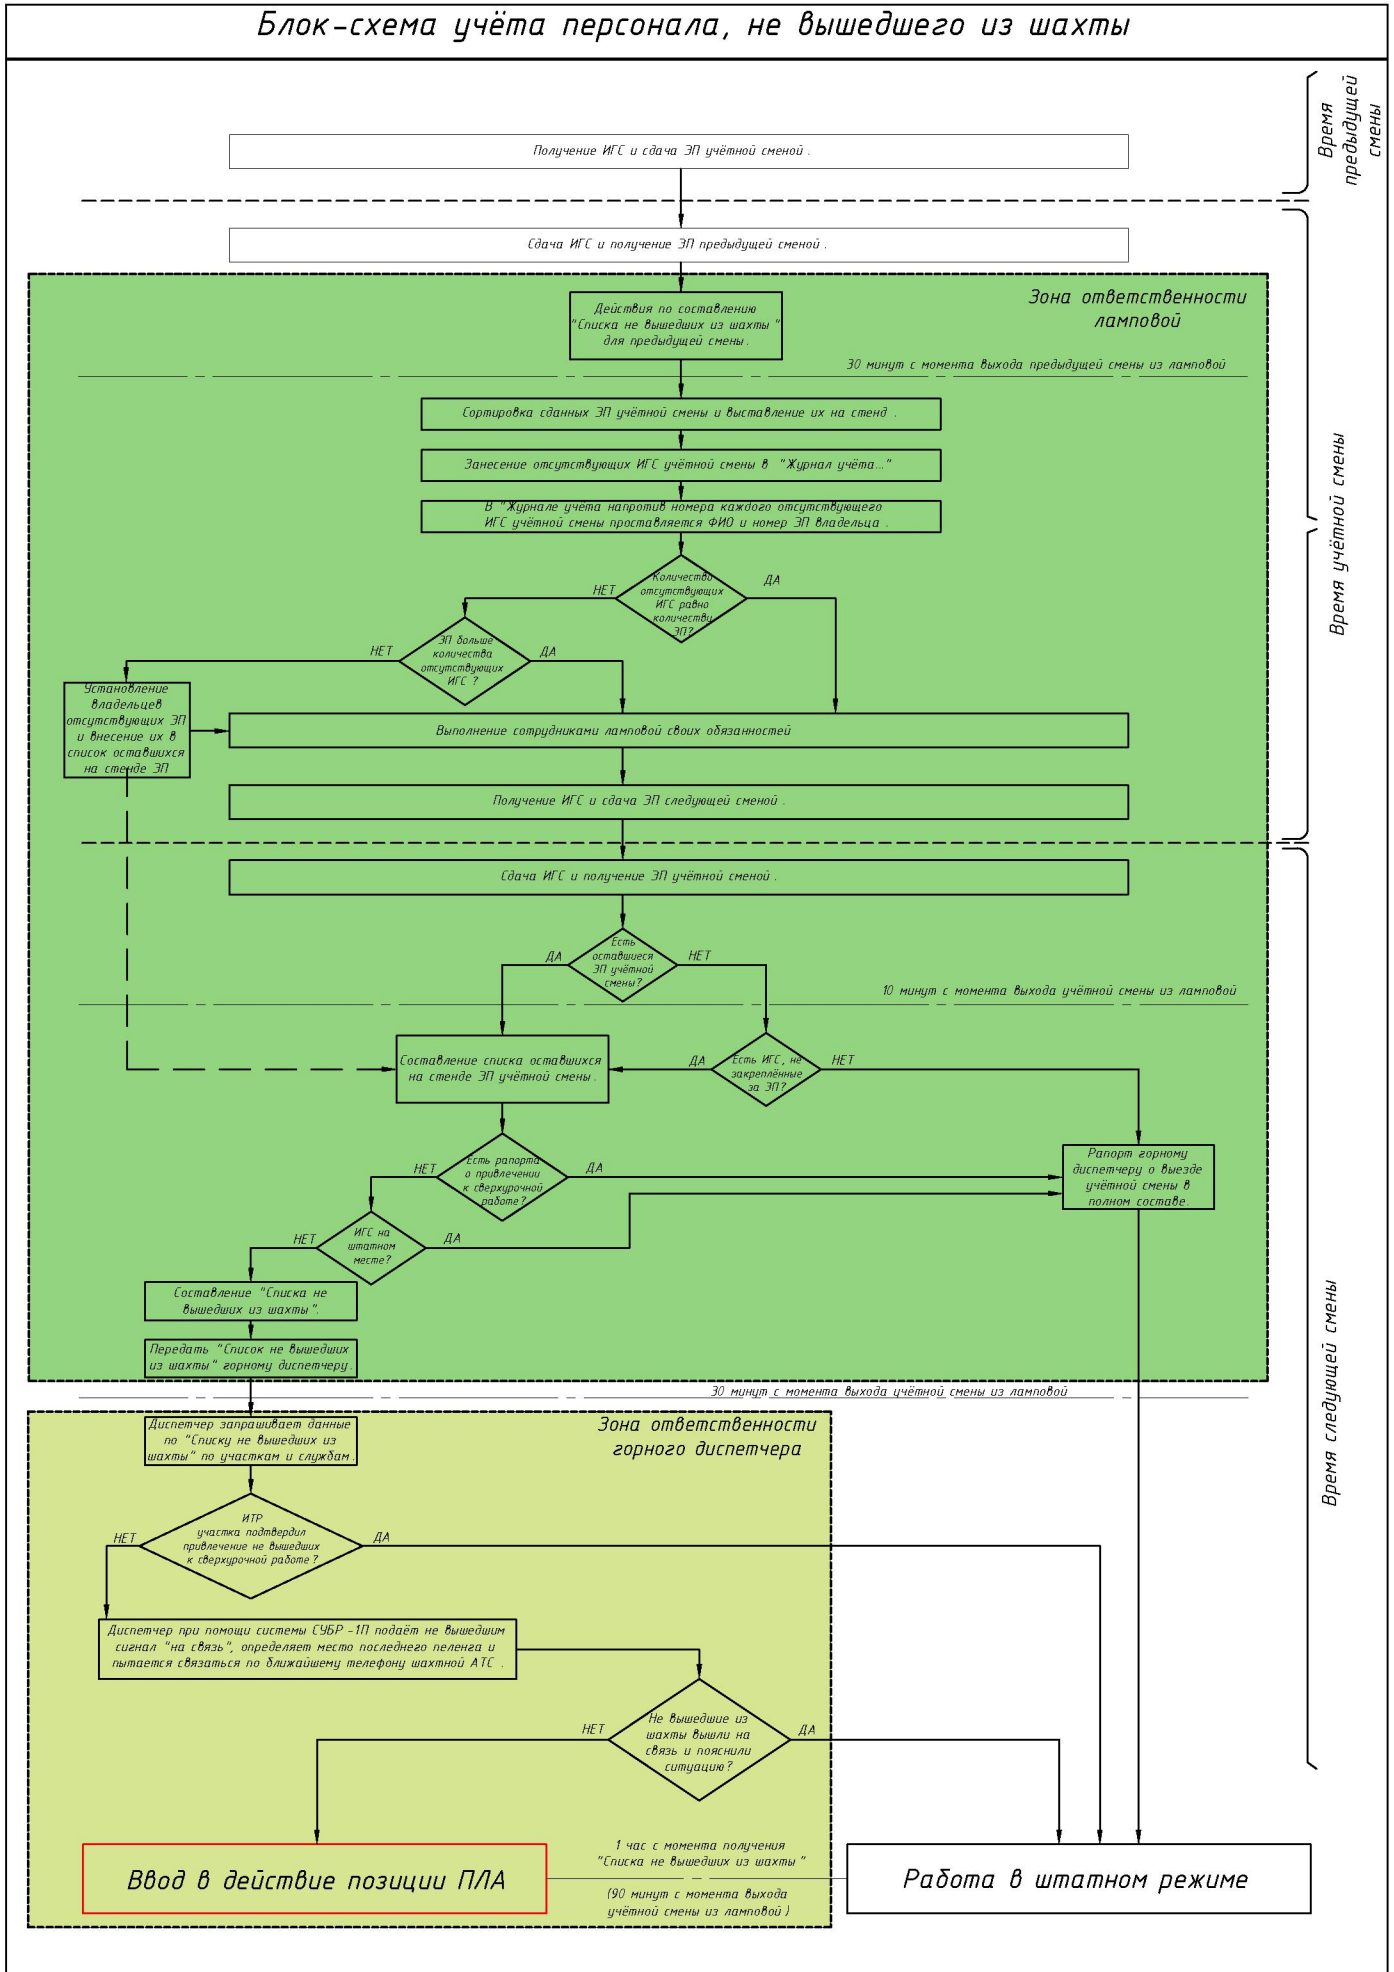 Блок-схема учёта персонала, не вышедшего из шахты
Время
предыдущей
смены
Получение ИГС и сдача ЭП учётной сменой .
Сдача ИГС и получение ЭП предыдущей сменой .
Зона ответственности
ламповой
Действия по составлению
"Списка не вышедших из шахты "
для предыдущей смены .
30 минут с момента выхода предыдущей смены из ламповой
Сортировка сданных ЭП учётной смены и выставление их на стенд .
Занесение отсутствующих ИГС учётной смены в "Журнал учёта..."
В "Журнале учёта напротив номера каждого отсутствующего
ИГС учётной смены проставляется ФИО и номер ЭП владельца .
Время учётной смены
Количество
отсутствующих
ИГС равно
количеству
ЭП?
НЕТ
ДА
ЭП больше
количества
отсутствующих
ИГС ?
НЕТ
ДА
Установление
владельцев
отсутствующих ЭП
и внесение их в
список оставшихся
на стенде ЭП
Выполнение сотрудниками ламповой своих обязанностей
Получение ИГС и сдача ЭП следующей сменой .
Сдача ИГС и получение ЭП учётной сменой .
Есть
оставшиеся
ЭП учётной
смены?
ДА
НЕТ
10 минут с момента выхода учётной смены из ламповой
Составление списка оставшихся
на стенде ЭП учётной смены .
Есть ИГС, не
закреплённые
за ЭП?
ДА
НЕТ
Есть рапорта
о привлечении
к сверхурочной
работе?
НЕТ
ДА
Рапорт горному
диспетчеру о выезде
учётной смены в
полном составе.
ИГС на
штатном
месте?
НЕТ
ДА
Составление "Списка не
вышедших из шахты".
Передать "Список не вышедших
из шахты" горному диспетчеру.
30 минут с момента выхода учётной смены из ламповой
Время следующей смены
Зона ответственности
горного диспетчера
Диспетчер запрашивает данные
по "Списку не вышедших из
шахты" по участкам и службам .
ИТР
участка подтвердил
привлечение не вышедших
к сверхурочной работе?
НЕТ
ДА
Диспетчер при помощи системы СУБР -1П подаёт не вышедшим
сигнал "на связь", определяет место последнего пеленга и
пытается связаться по ближайшему телефону шахтной АТС .
Не вышедшие из
шахты вышли на
связь и пояснили
ситуацию?
НЕТ
ДА
1 час с момента получения
"Списка не вышедших из шахты "
(90 минут с момента выхода
учётной смены из ламповой )
Ввод в действие позиции ПЛА
Работа в штатном режиме